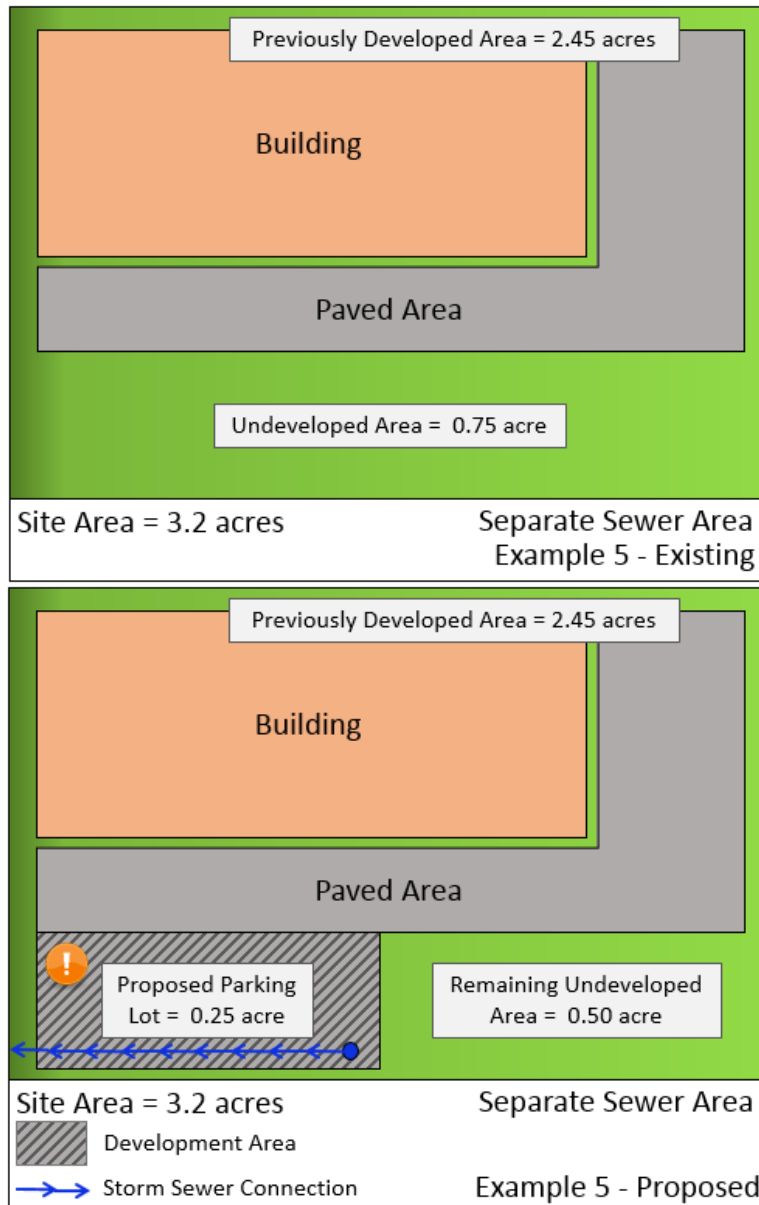 Previously Developed Area = 2.45 acres
Building
Paved Area
Undeveloped Area =  0.75 acre
Site Area = 3.2 acres
Separate Sewer Area
Example 5 - Existing
Previously Developed Area = 2.45 acres
Building
Paved Area
!
Proposed Parking
Lot =  0.25 acre
Remaining Undeveloped
Area =  0.50 acre
Site Area = 3.2 acres
Separate Sewer Area
Development Area
Storm Sewer Connection
Example 5 - Proposed